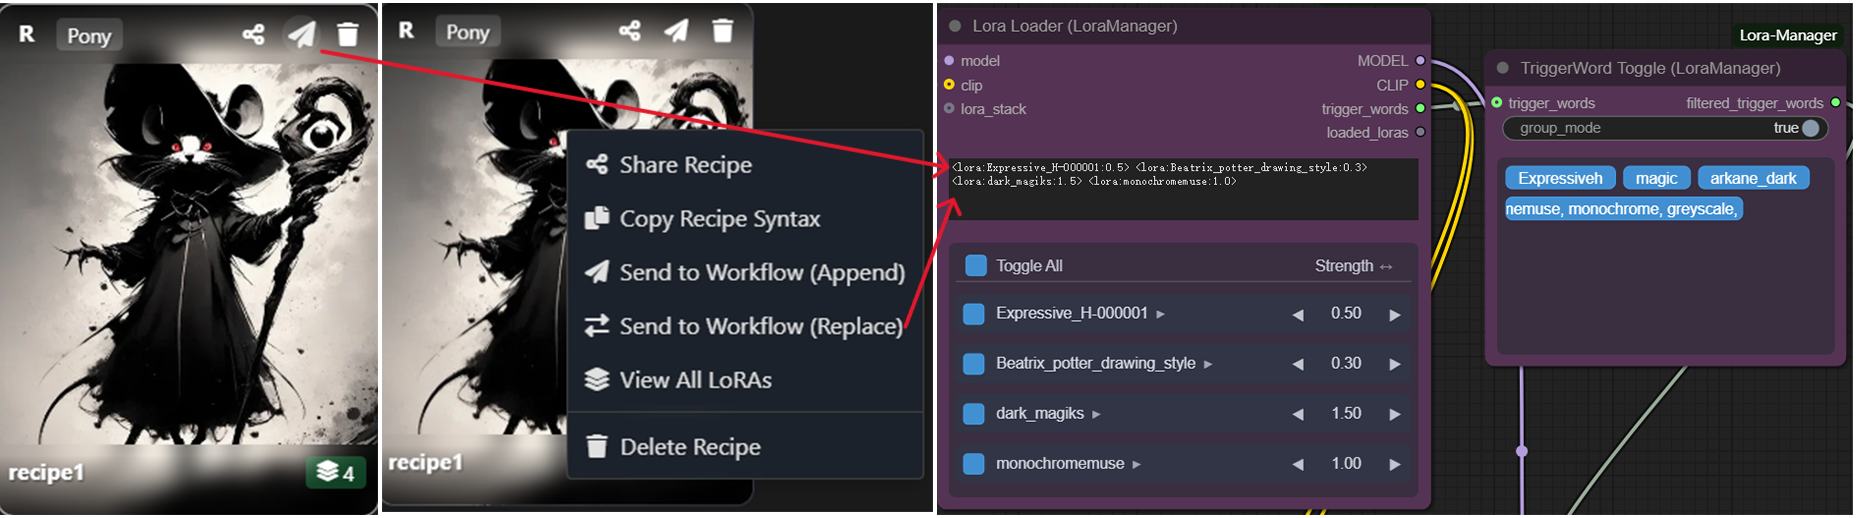 R Pony
recipe1
4
R Pony
Share Recipe
Copy Recipe Syntax
Send to Workflow (Append)
Send to Workflow (Replace)
View All LoRAs
Delete Recipe
recipe1
Lora Loader (LoraManager)
model MODEL
clip CLIP
lora_stack trigger_words
loaded_loras
<lora:Expressive_H-000001:0.5> <lora:Beatrix_potter_drawing_style:0.3>
<lora:dark_magiks:1.5> <lora:monochromemuse:1.0>
Toggle All Strength ↔
Expressive_H-000001 ▸ ◀ 0.50 ▶
Beatrix_potter_drawing_style ▸ ◀ 0.30 ▶
dark_magiks ▸ ◀ 1.50 ▶
monochromemuse ▸ ◀ 1.00 ▶
Lora-Manager
TriggerWord Toggle (LoraManager)
trigger_words filtered_trigger_words
group_mode true
Expressiveh magic arkane_dark
nemuse, monochrome, greyscale,